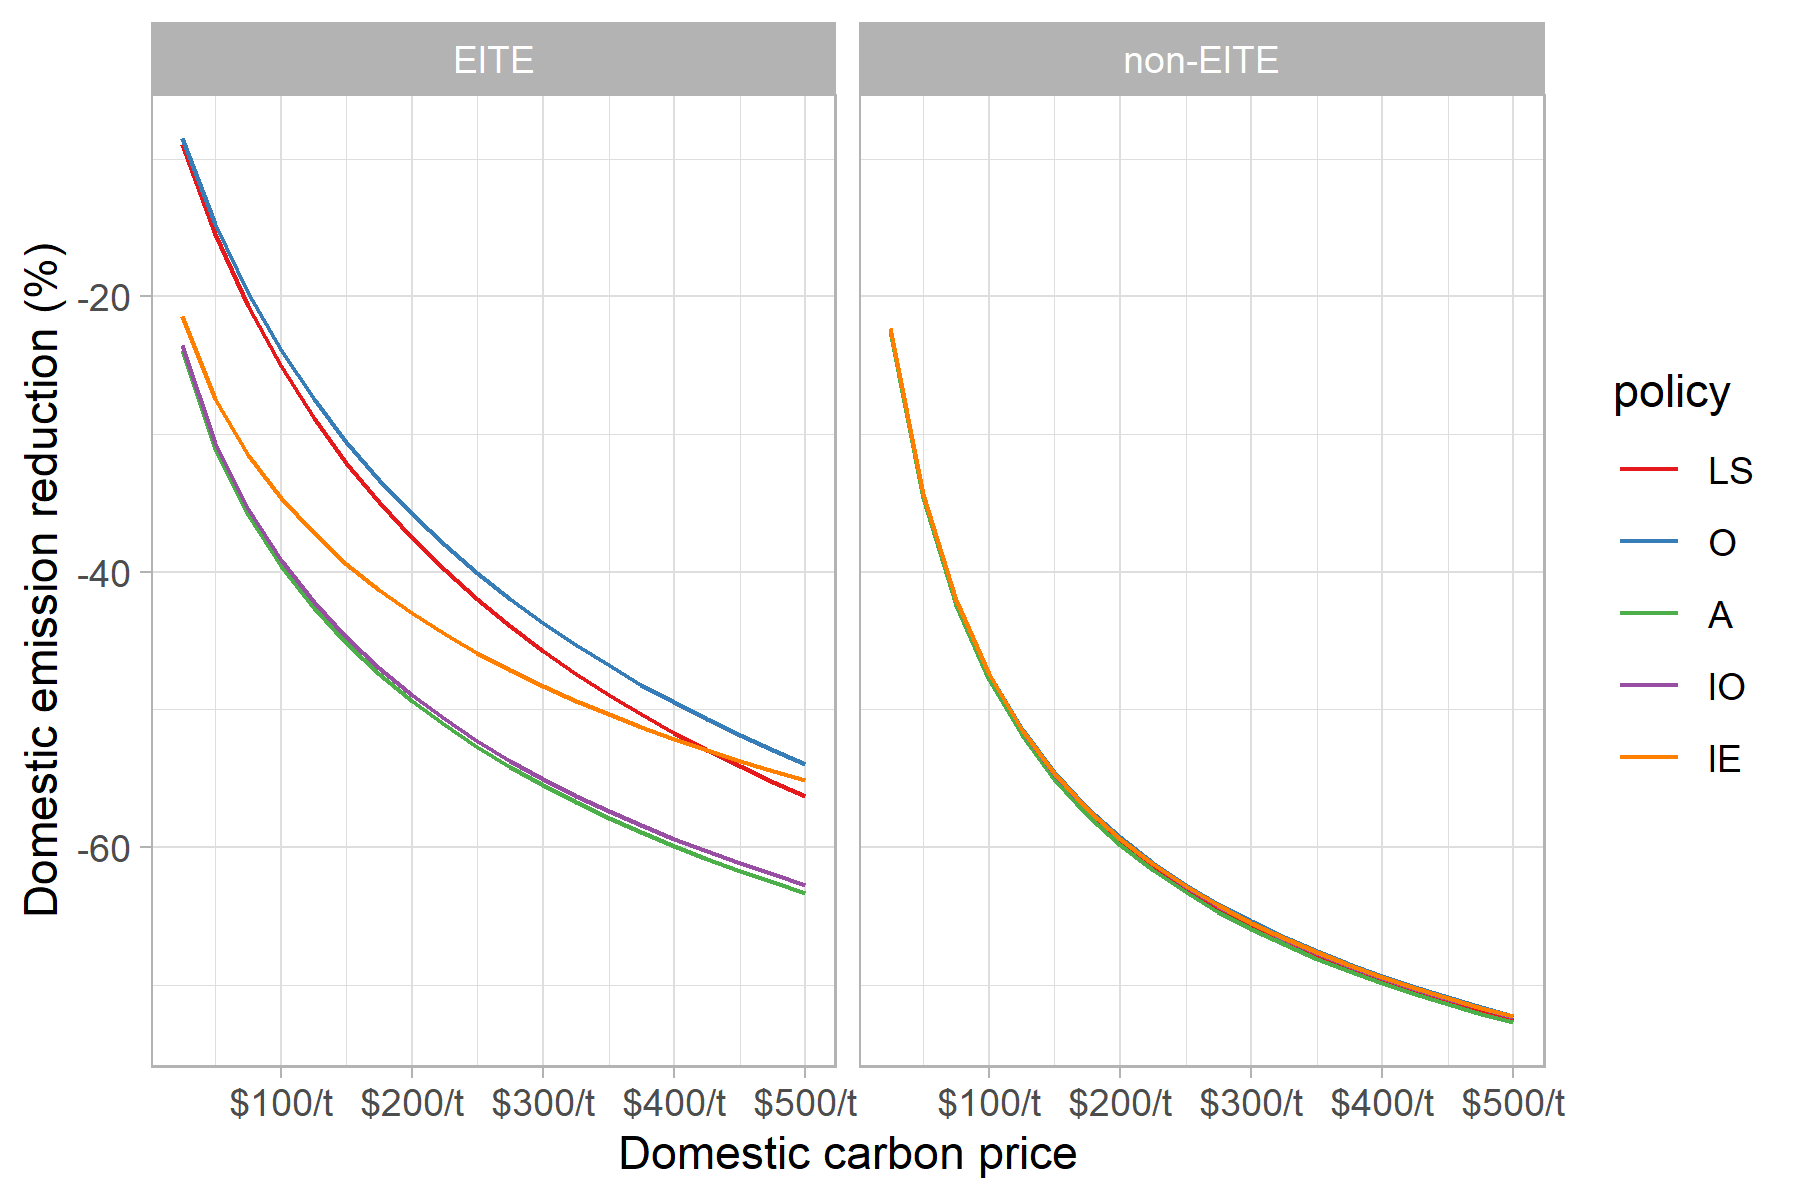 EITE
non-EITE
Domestic emission reduction (%)
-20
-40
-60
$100/t $200/t $300/t $400/t $500/t
$100/t $200/t $300/t $400/t $500/t
Domestic carbon price
policy
LS
O
A
IO
IE